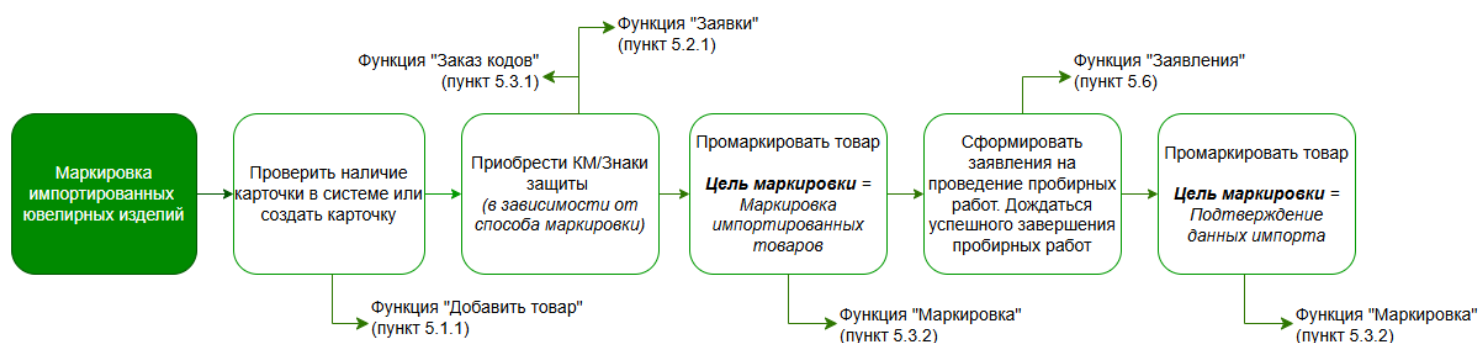 Функция "Заявки"
(пункт 5.2.1)
Функция "Заказ кодов"
(пункт 5.3.1)
Функция "Заявления"
(пункт 5.6)
Маркировка
импортированных
ювелирных изделий
Проверить наличие
карточки в системе или
создать карточку
Приобрести КМ/Знаки
защиты
(в зависимости от
способа маркировки)
Промаркировать товар
Цель маркировки =
Маркировка
импортированных
товаров
Сформировать
заявления на
проведение пробирных
работ. Дождаться
успешного завершения
пробирных работ
Промаркировать товар
Цель маркировки =
Подтверждение
данных импорта
Функция "Добавить товар"
(пункт 5.1.1)
Функция "Маркировка"
(пункт 5.3.2)
Функция "Маркировка"
(пункт 5.3.2)